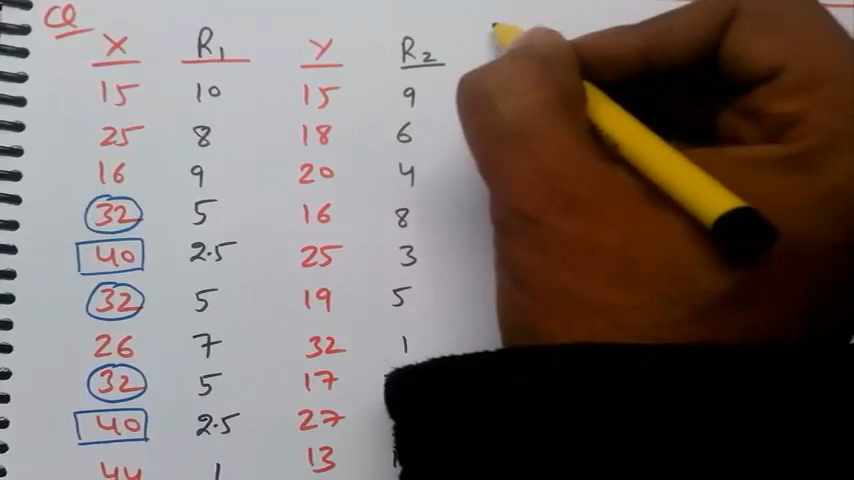 CQ
X R1 Y R2
15 10 15 9
25 8 18 6
16 9 20 4
32 5 16 8
40 2.5 25 3
32 5 19 5
26 7 32 1
32 5 17
40 2.5 27
44 1 13